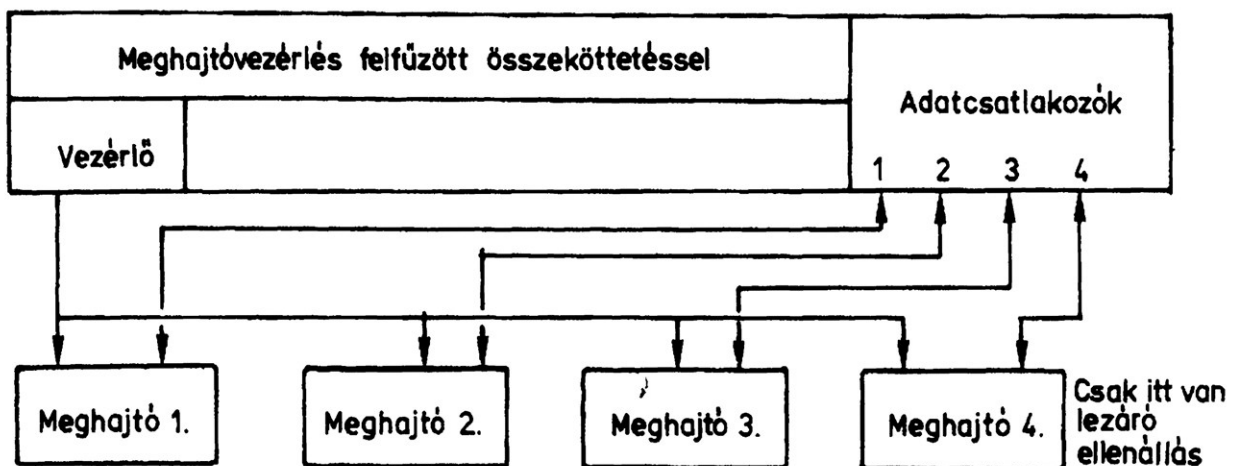 Meghajtóvezérlés felfűzött összeköttetéssel
Adatcsatlakozók
Vezérlő
1 2 3 4
Meghajtó 1.
Meghajtó 2.
Meghajtó 3.
Meghajtó 4.
Csak itt van
lezáró
ellenállás